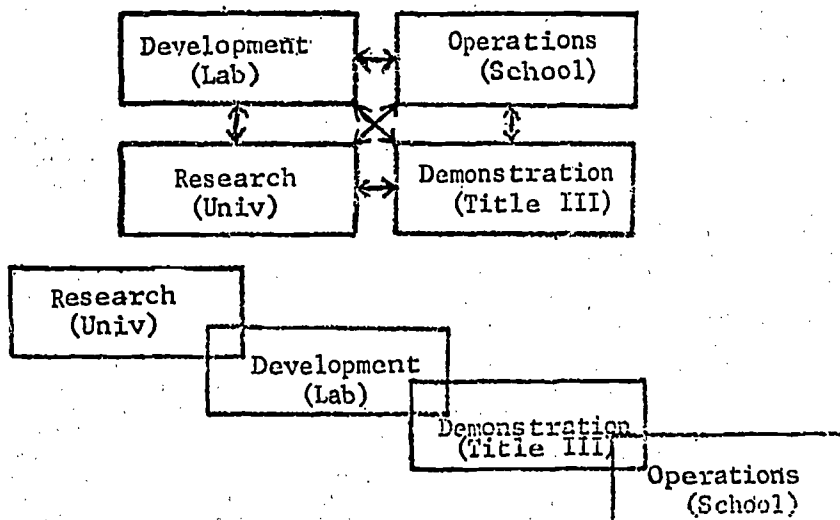 Development
(Lab)
Operations
(School)
Research
(Univ)
Demonstration
(Title III)
Research
(Univ)
Development
(Lab)
Demonstration
(Title III)
Operations
(School)